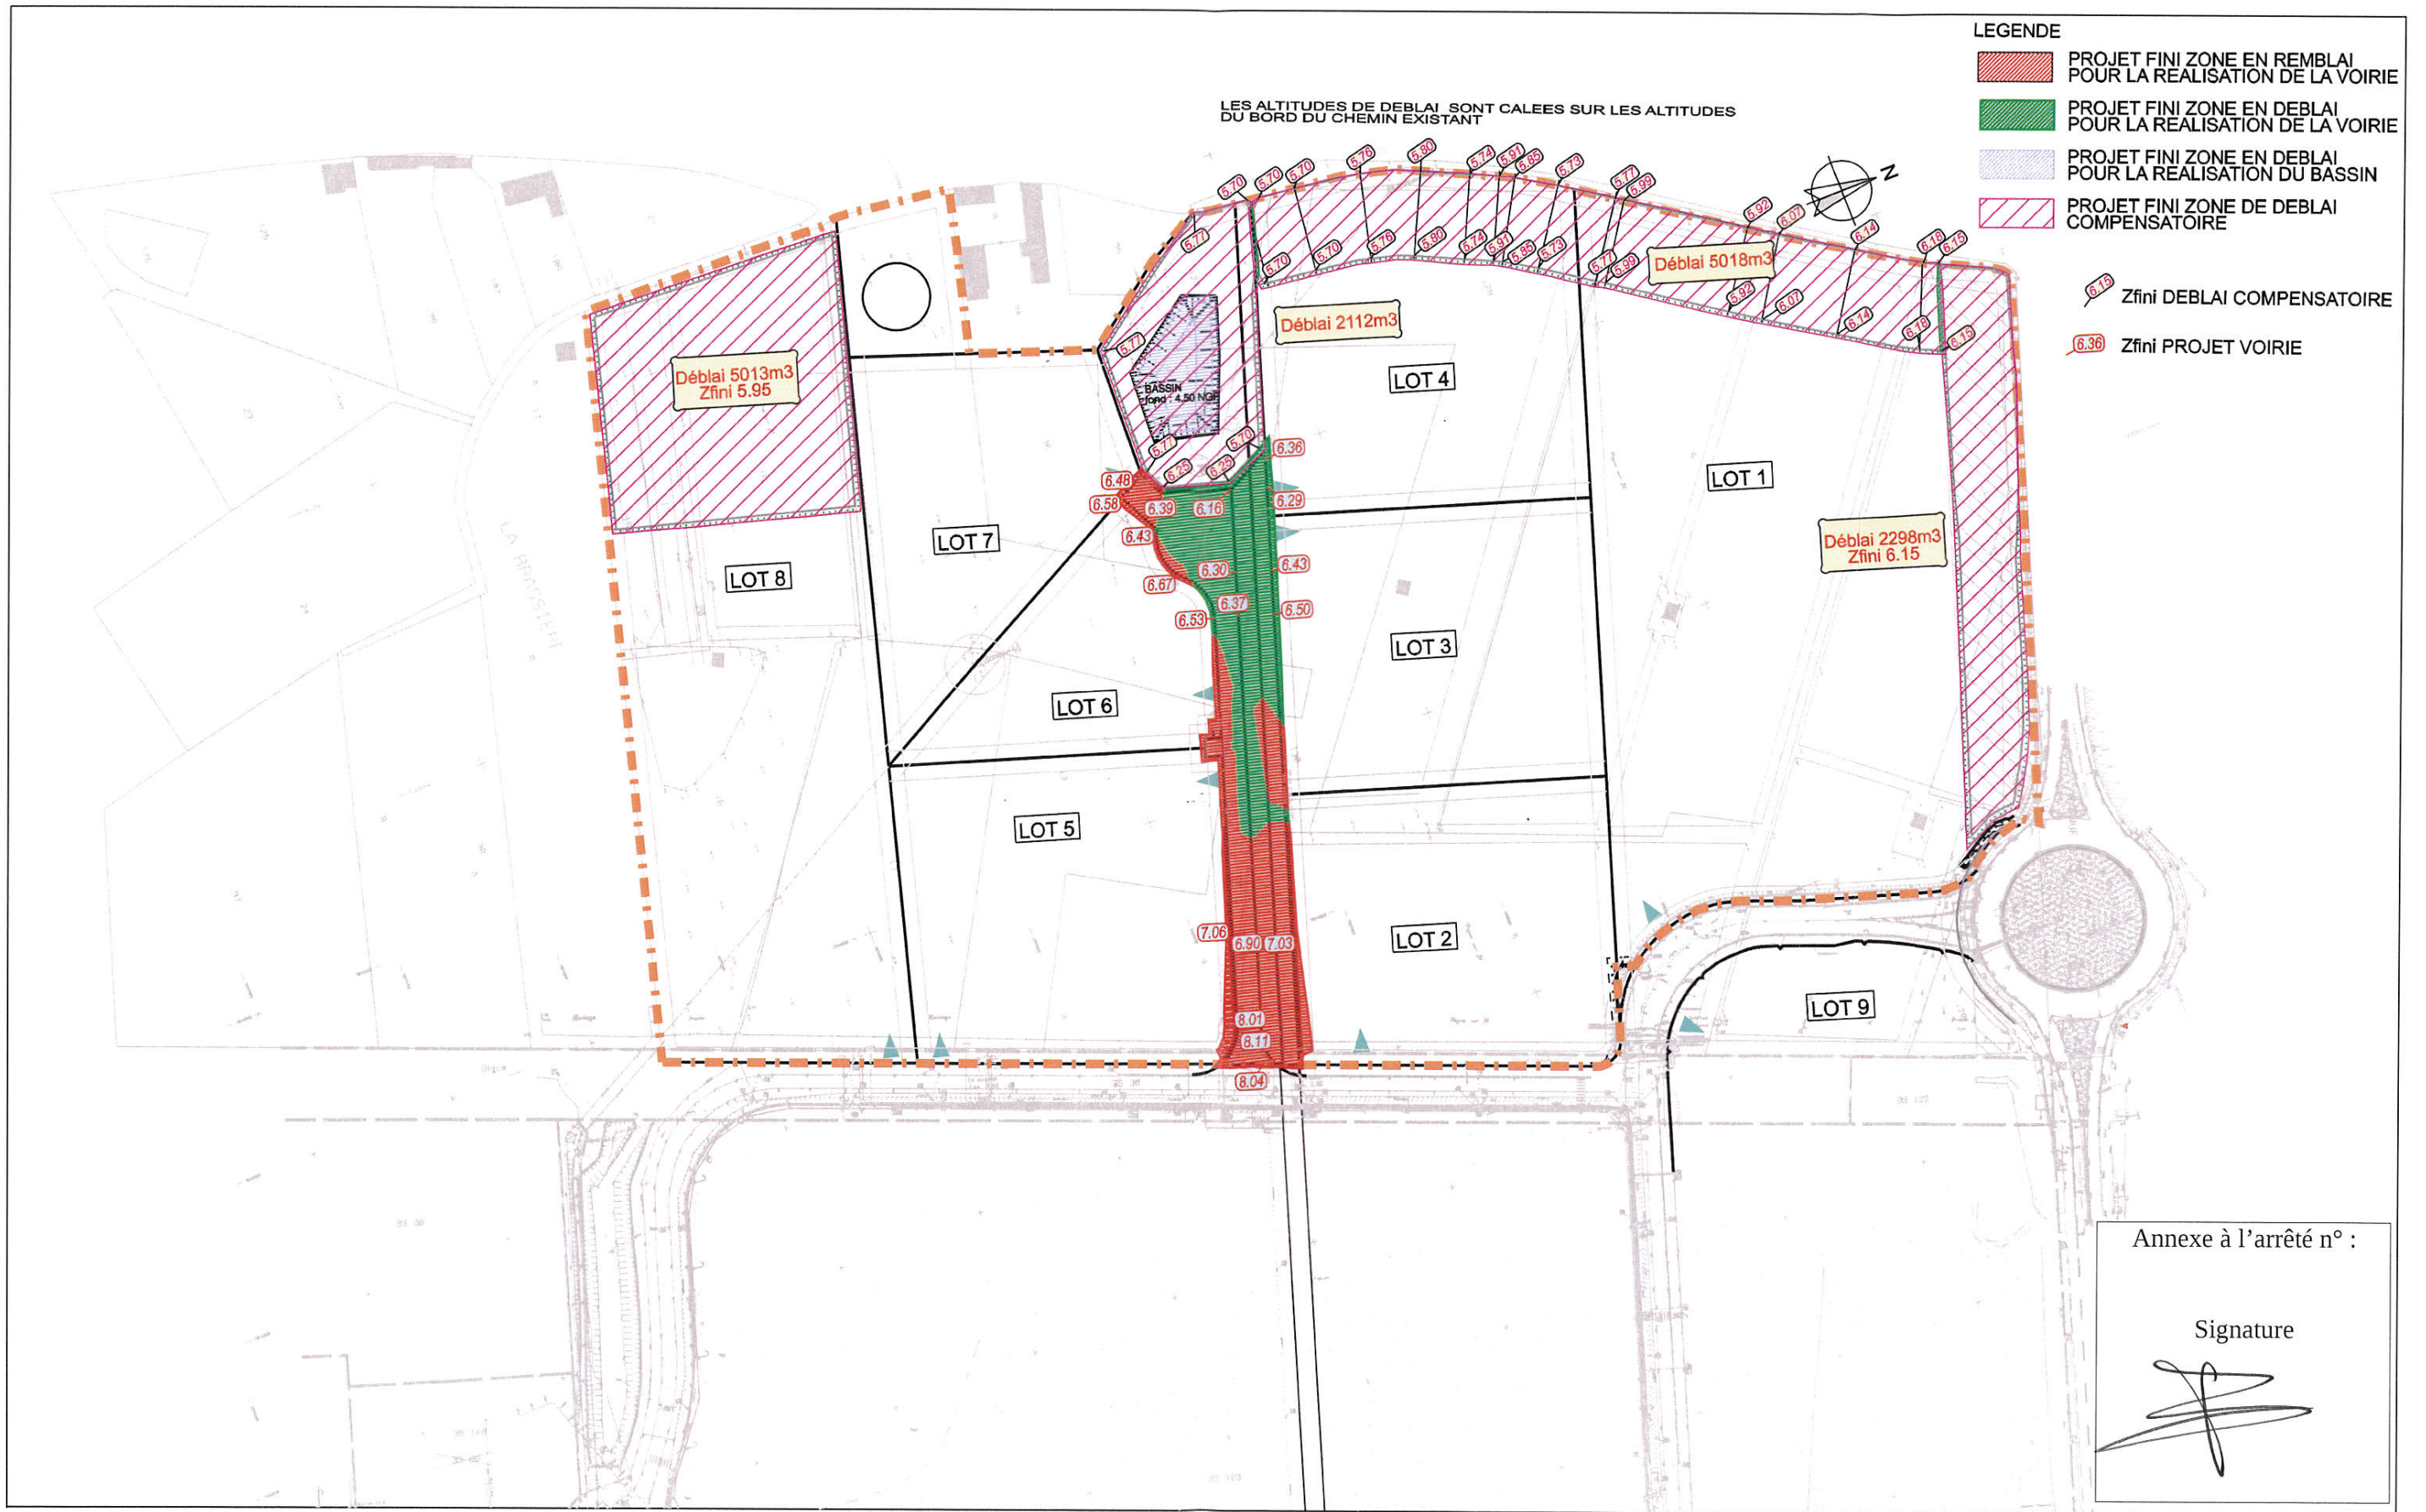 LEGENDE
PROJET FINI ZONE EN REMBLAI
POUR LA REALISATION DE LA VOIRIE
PROJET FINI ZONE EN DEBLAI
POUR LA REALISATION DE LA VOIRIE
PROJET FINI ZONE EN DEBLAI
POUR LA REALISATION DU BASSIN
PROJET FINI ZONE DE DEBLAI
COMPENSATOIRE
6.15 Zfini DEBLAI COMPENSATOIRE
6.36 Zfini PROJET VOIRIE
LES ALTITUDES DE DEBLAI SONT CALEES SUR LES ALTITUDES
DU BORD DU CHEMIN EXISTANT
N
5.70 5.70 5.70 5.76 5.80 5.74 5.91 5.85 5.73 5.77 5.99 5.92 6.07 6.14 6.18 6.15
5.77
5.70 5.70 5.76 5.80 5.74 5.91 5.85 5.73 5.77 5.99 5.92 6.07 6.14 6.18 6.15
Déblai 5018m3
Déblai 2112m3
5.77
Déblai 5013m3
Zfini 5.95
BASSIN
fond : 4.50 NGF
LOT 4
5.77 5.70
6.25 6.25
6.36
6.48
6.58
6.39 6.16
6.29
6.43
LOT 1
Déblai 2298m3
Zfini 6.15
LOT 7
LOT 8
6.30
6.43
6.67
6.37
6.50
6.53
LA BRASSIERE
LOT 3
LOT 6
LOT 5
7.06
6.90 7.03
LOT 2
LOT 9
8.01
8.11
8.04
Annexe à l’arrêté n° :
Signature